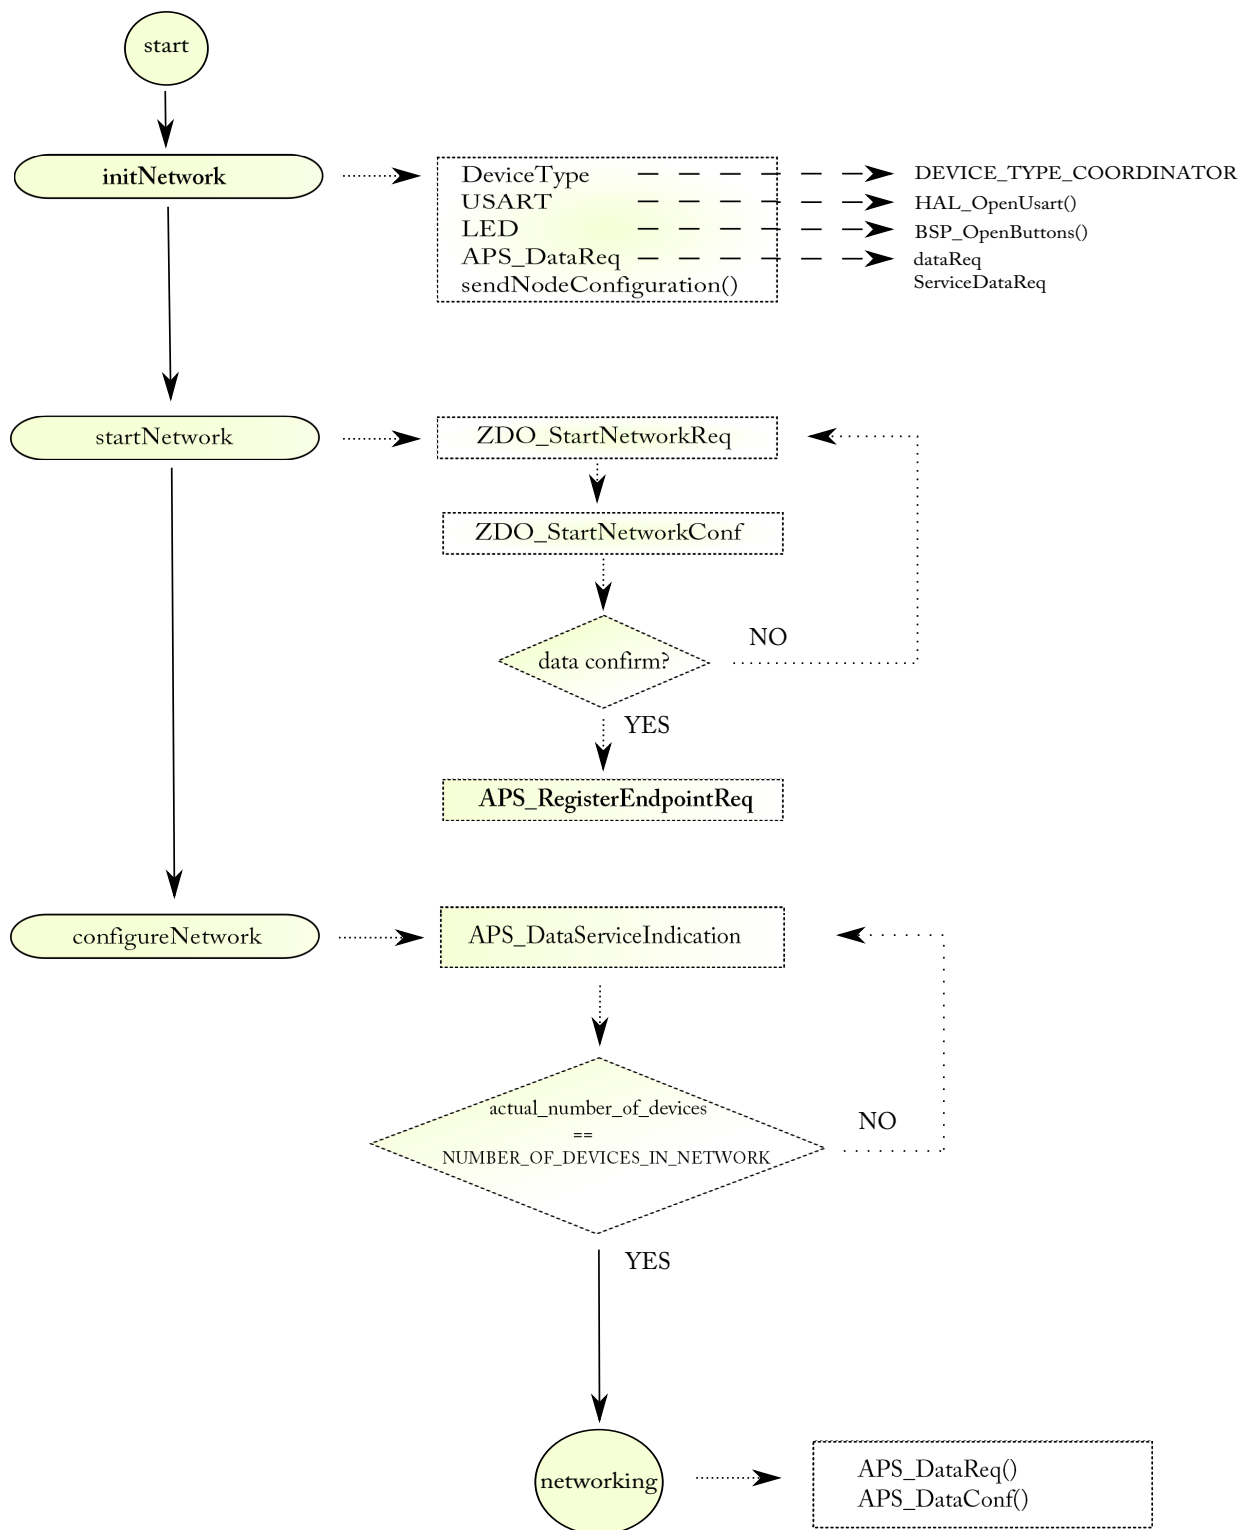 start
initNetwork
DeviceType
DEVICE_TYPE_COORDINATOR
USART
HAL_OpenUsart()
LED
BSP_OpenButtons()
APS_DataReq
dataReq
sendNodeConfiguration()
ServiceDataReq
startNetwork
ZDO_StartNetworkReq
ZDO_StartNetworkConf
data confirm?
NO
YES
APS_RegisterEndpointReq
configureNetwork
APS_DataServiceIndication
actual_number_of_devices
==
NUMBER_OF_DEVICES_IN_NETWORK
NO
YES
networking
APS_DataReq()
APS_DataConf()